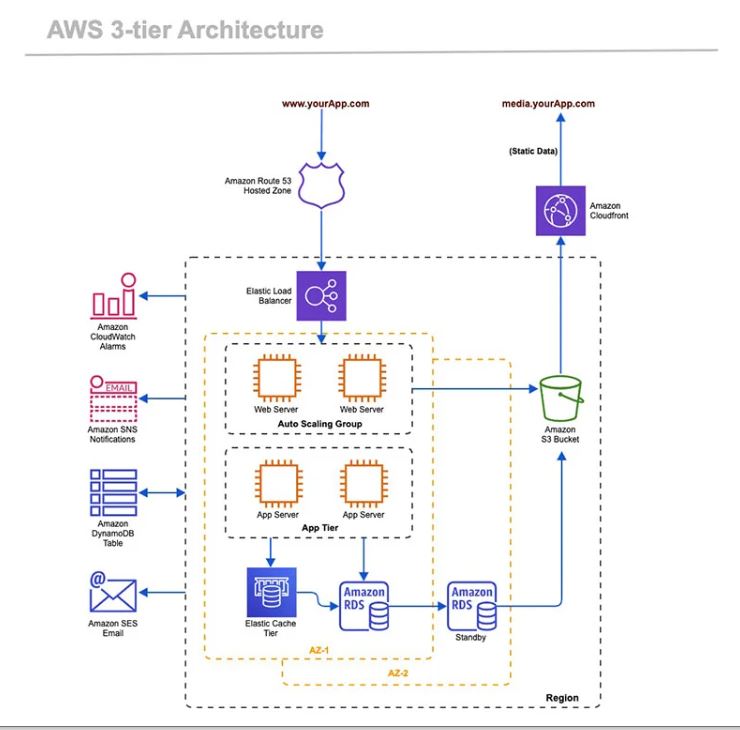 AWS 3-tier Architecture
www.yourApp.com
media.yourApp.com
(Static Data)
Amazon Route 53
Hosted Zone
Amazon
Cloudfront
Elastic Load
Balancer
Amazon
CloudWatch
Alarms
Web Server
Web Server
Auto Scaling Group
EMAIL
Amazon SNS
Notifications
Amazon
S3 Bucket
App Server
App Server
App Tier
Amazon
DynamoDB
Table
@
Amazon SES
Email
Elastic Cache
Tier
Amazon
RDS
Amazon
RDS
Standby
AZ-1
AZ-2
Region